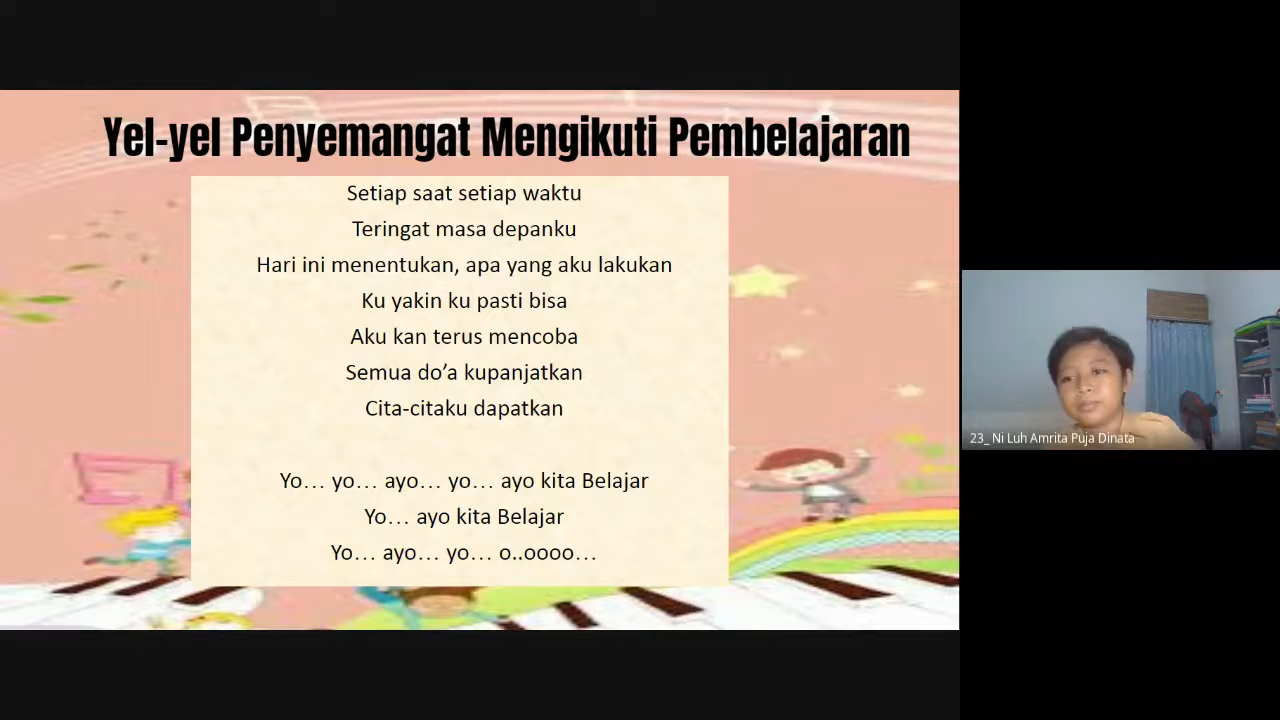 Yel-yel Penyemangat Mengikuti Pembelajaran
Setiap saat setiap waktu
Teringat masa depanku
Hari ini menentukan, apa yang aku lakukan
Ku yakin ku pasti bisa
Aku kan terus mencoba
Semua do’a kupanjatkan
Cita-citaku dapatkan
Yo… yo… ayo… yo… ayo kita Belajar
Yo… ayo kita Belajar
Yo… ayo… yo… o..oooo…
23_ Ni Luh Amrita Puja Dinata